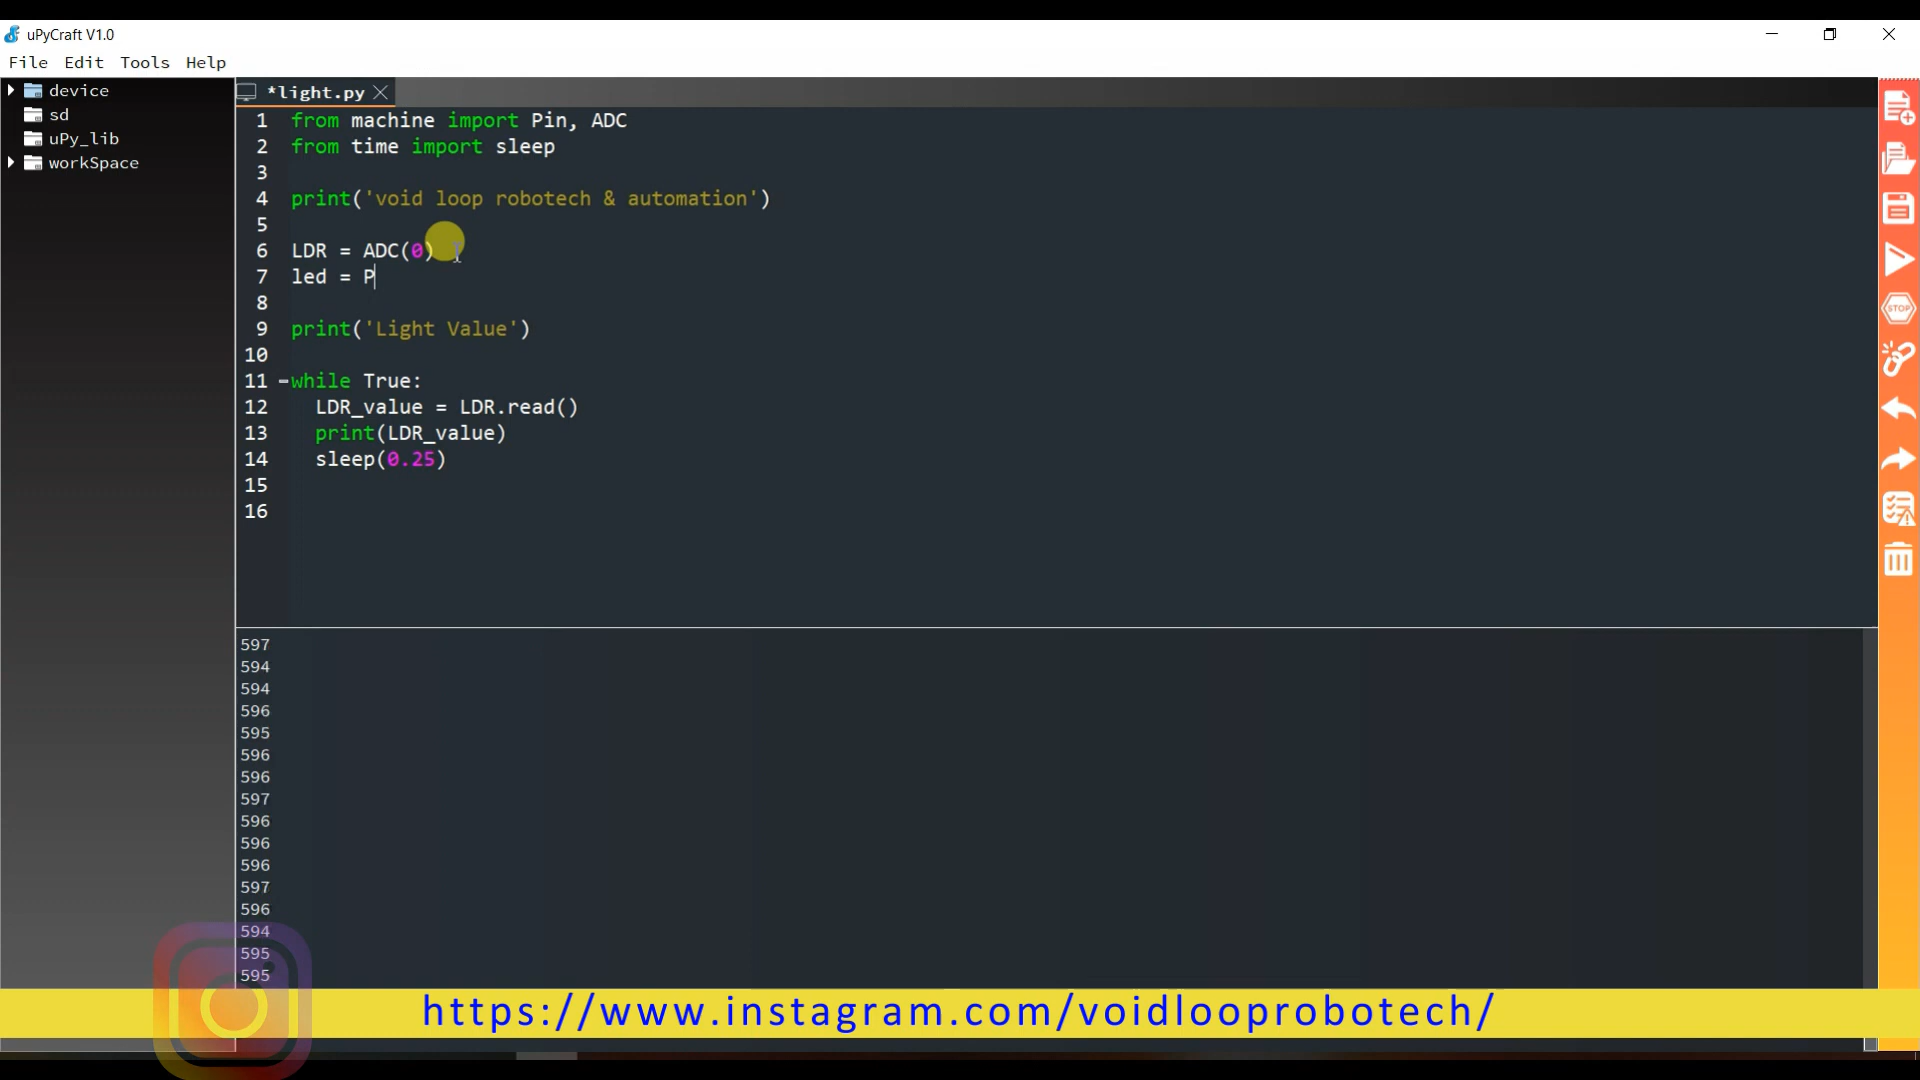 uPyCraft V1.0
File Edit Tools Help
device
sd
uPy_lib
workSpace
*light.py
1 from machine import Pin, ADC
2 from time import sleep
3
4 print('void loop robotech & automation')
5
6 LDR = ADC(0)
7 led = P
8
9 print('Light Value')
10
11 while True:
12 LDR_value = LDR.read()
13 print(LDR_value)
14 sleep(0.25)
15
16
STOP
597
594
594
596
595
596
596
597
596
596
596
597
596
594
595
595
https://www.instagram.com/voidlooprobotech/